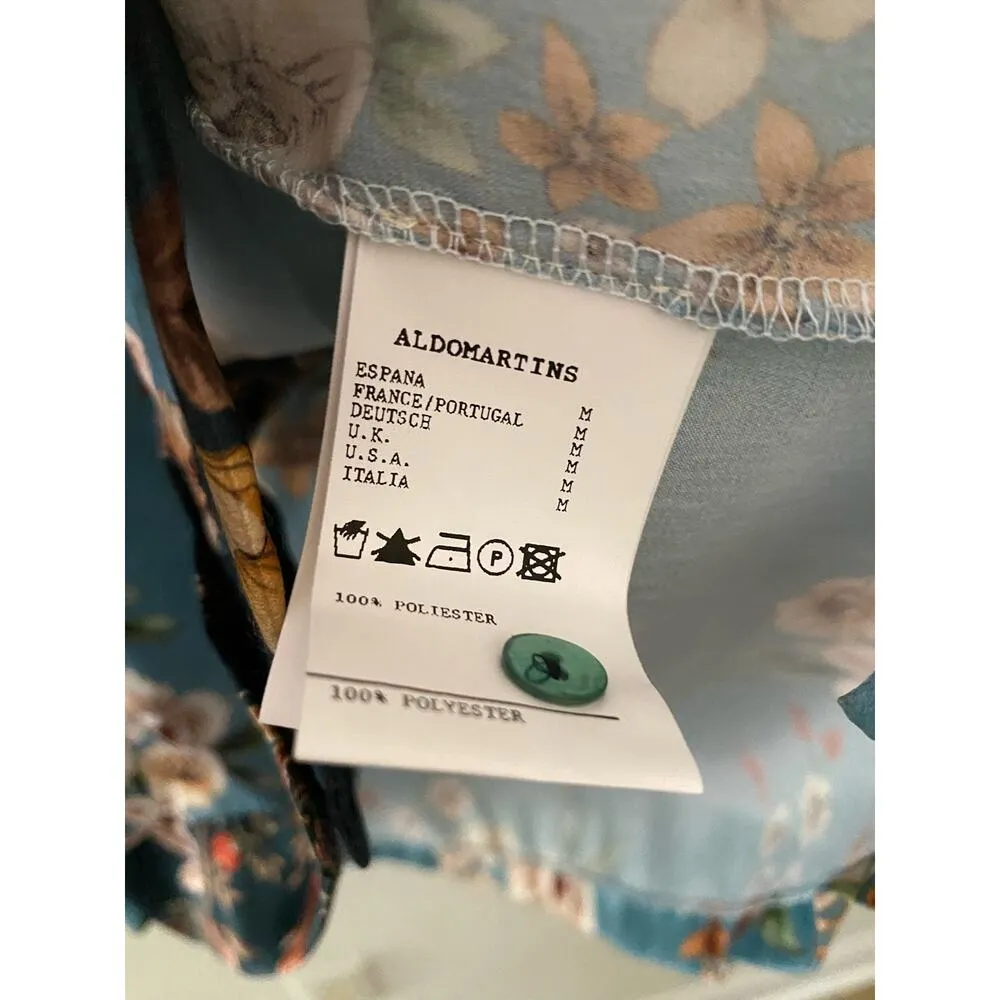 ALDOMARTINS
ESPANA M
FRANCE/PORTUGAL M
DEUTSCH M
U.K. M
U.S.A. M
ITALIA M
P
100% POLIESTER
100% POLYESTER